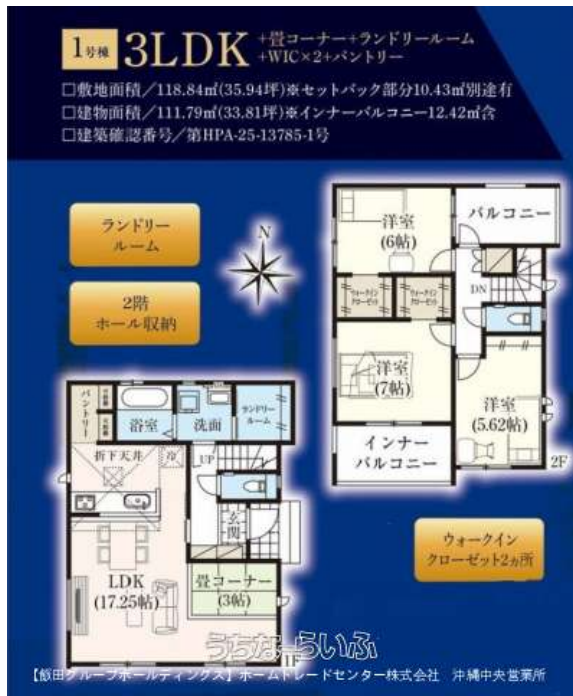 1号棟 3LDK +畳コーナー+ランドリールーム
+WIC×2+パントリー
□敷地面積／118.84㎡(35.94坪)※セットバック部分10.43㎡別途有
□建物面積／111.79㎡(33.81坪)※インナーバルコニー12.42㎡含
□建築確認番号／第HPA-25-13785-1号
ランドリー
ルーム
2階
ホール収納
N
洋室
(6帖)
バルコニー
ウォークイン
クローゼット
ウォークイン
クローゼット
DN
洋室
(7帖)
洋室
(5.62帖)
インナー
バルコニー
2F
パントリー
浴室
洗面
ランドリー
ルーム
折下天井
冷
UP
玄関
LDK
(17.25帖)
畳コーナー
(3帖)
1F
ウォークイン
クローゼット2ヵ所
うちなーらいふ
【飯田グループホールディングス】ホームトレードセンター株式会社 沖縄中央営業所